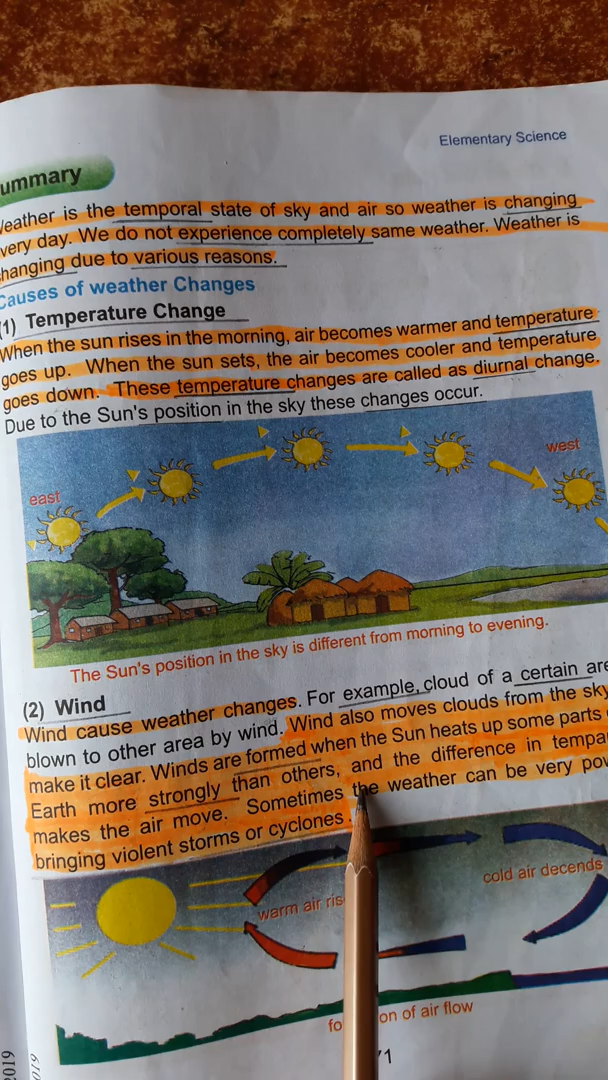 Elementary Science
ummary
Weather is the temporal state of sky and air so weather is changing
very day. We do not experience completely same weather. Weather is
hanging due to various reasons.
Causes of weather Changes
(1) Temperature Change
When the sun rises in the morning, air becomes warmer and temperature
goes up. When the sun sets, the air becomes cooler and temperature
goes down. These temperature changes are called as diurnal change.
Due to the Sun's position in the sky these changes occur.
west
east
The Sun's position in the sky is different from morning to evening.
(2) Wind
Wind cause weather changes. For example, cloud of a certain are
blown to other area by wind. Wind also moves clouds from the sky
make it clear. Winds are formed when the Sun heats up some parts
Earth more strongly than others, and the difference in tempa
makes the air move. Sometimes the weather can be very pow
bringing violent storms or cyclones.
cold air decends
warm air ris
fo on of air flow
71
2019
2019